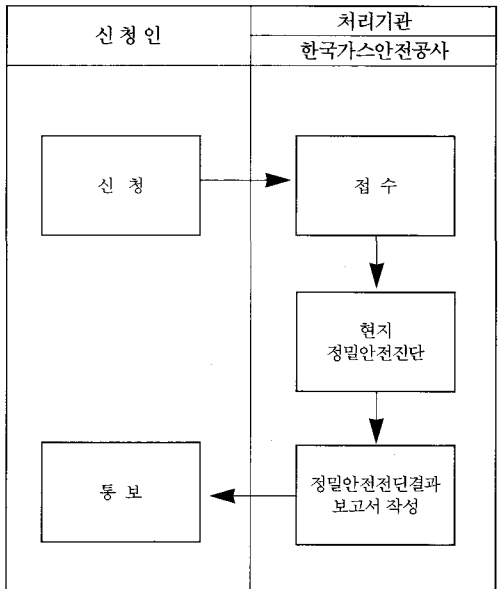 신청인
처리기관
한국가스안전공사
신 청
접 수
현지
정밀안전진단
정밀안전전단결과
보고서 작성
통 보